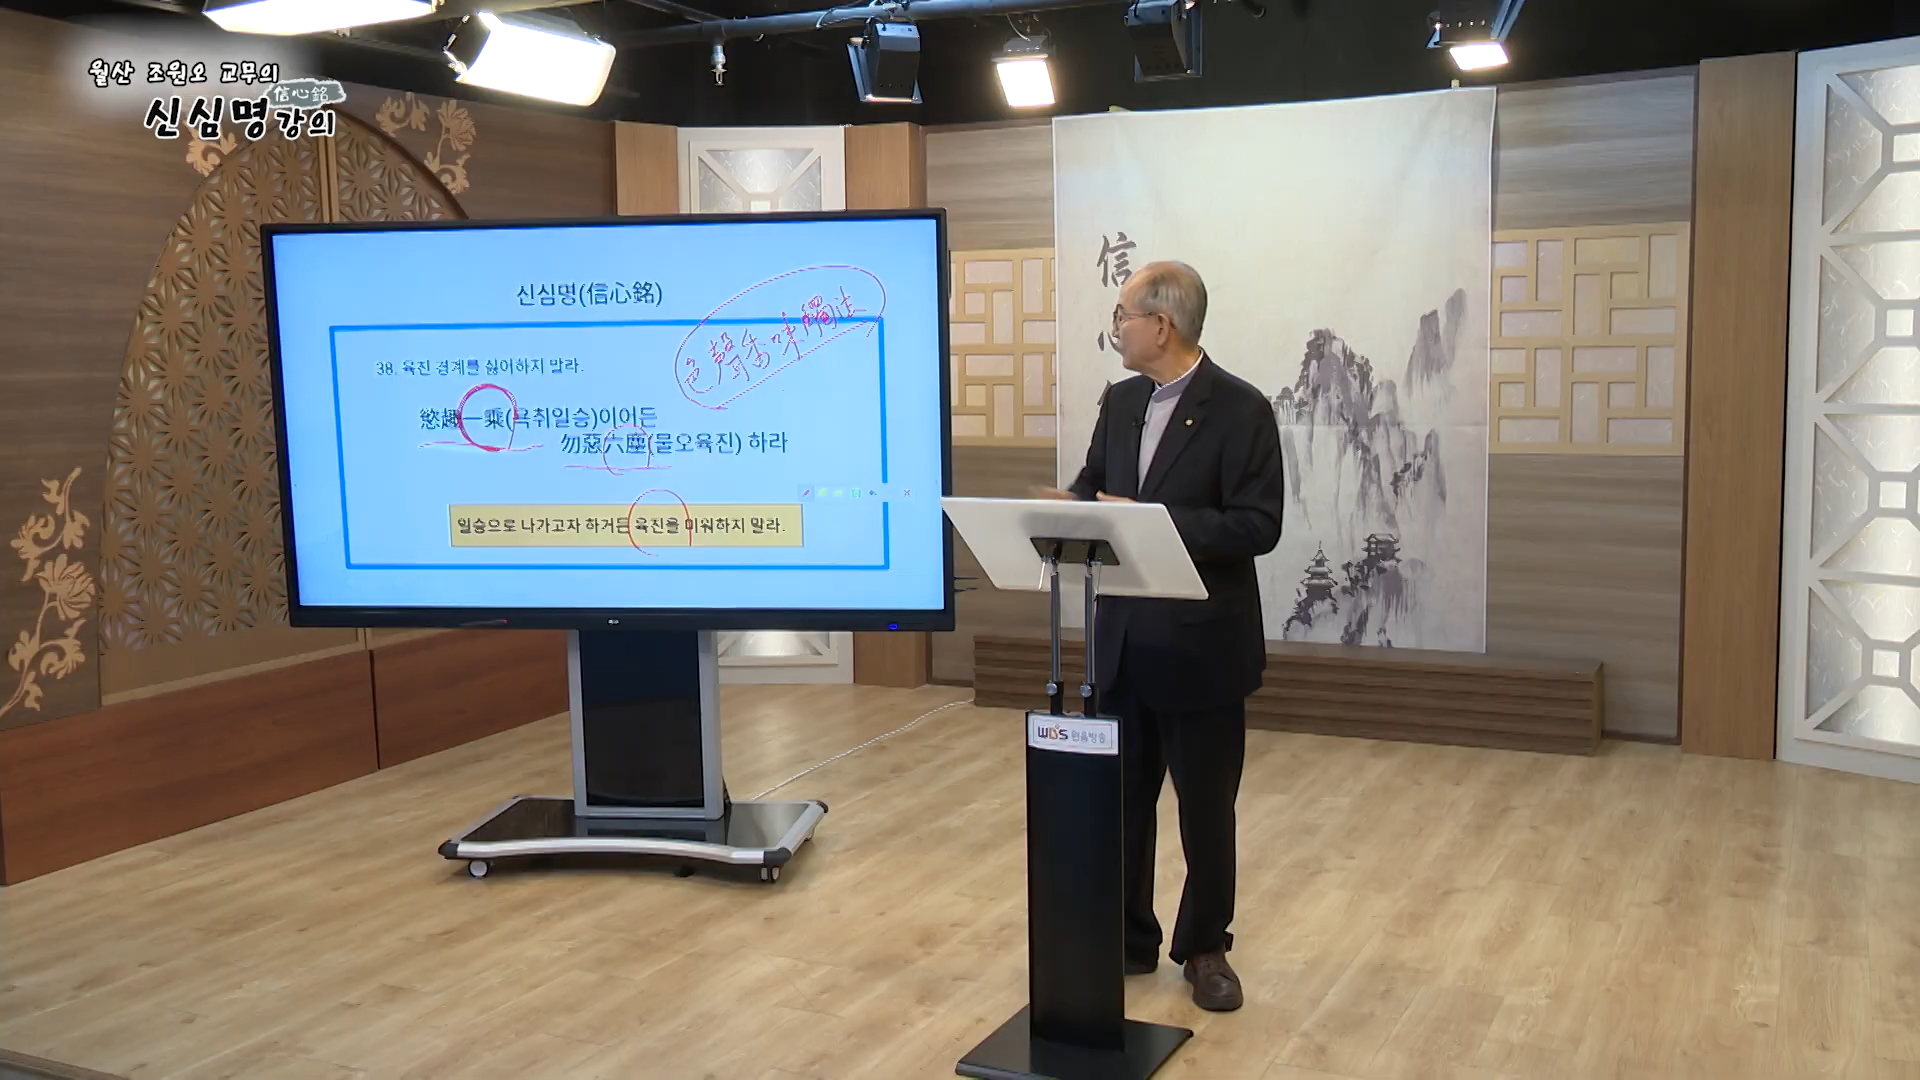 월산 조원오 교무의
信心銘
신심명강의
신심명(信心銘)
色聲香味觸法
38. 육진 경계를 싫어하지 말라.
慾趣一乘(욕취일승)이어든
勿惡六塵(물오육진) 하라
일승으로 나가고자 하거든 육진을 미워하지 말라.
信
心
WBS 원음방송